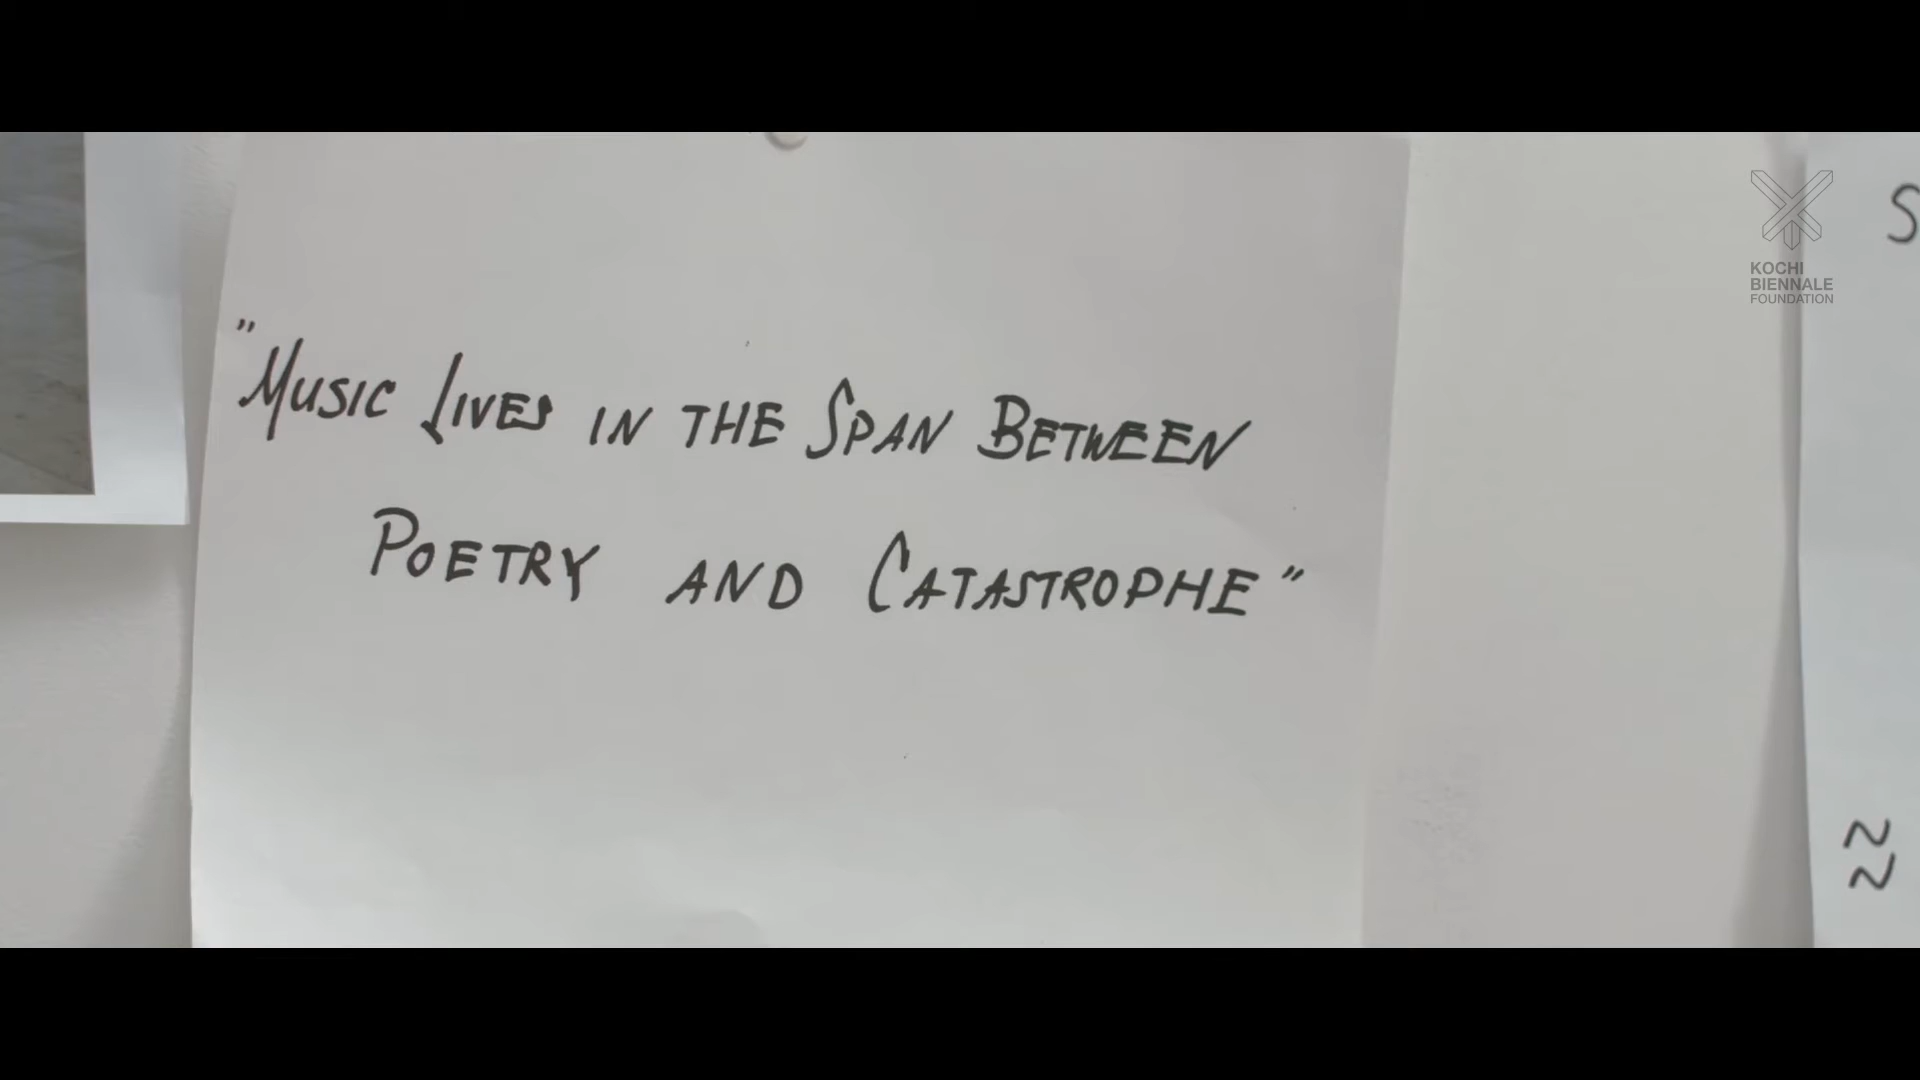 "Music Lives in the Span Between
Poetry and Catastrophe"
KOCHI
BIENNALE
FOUNDATION
S